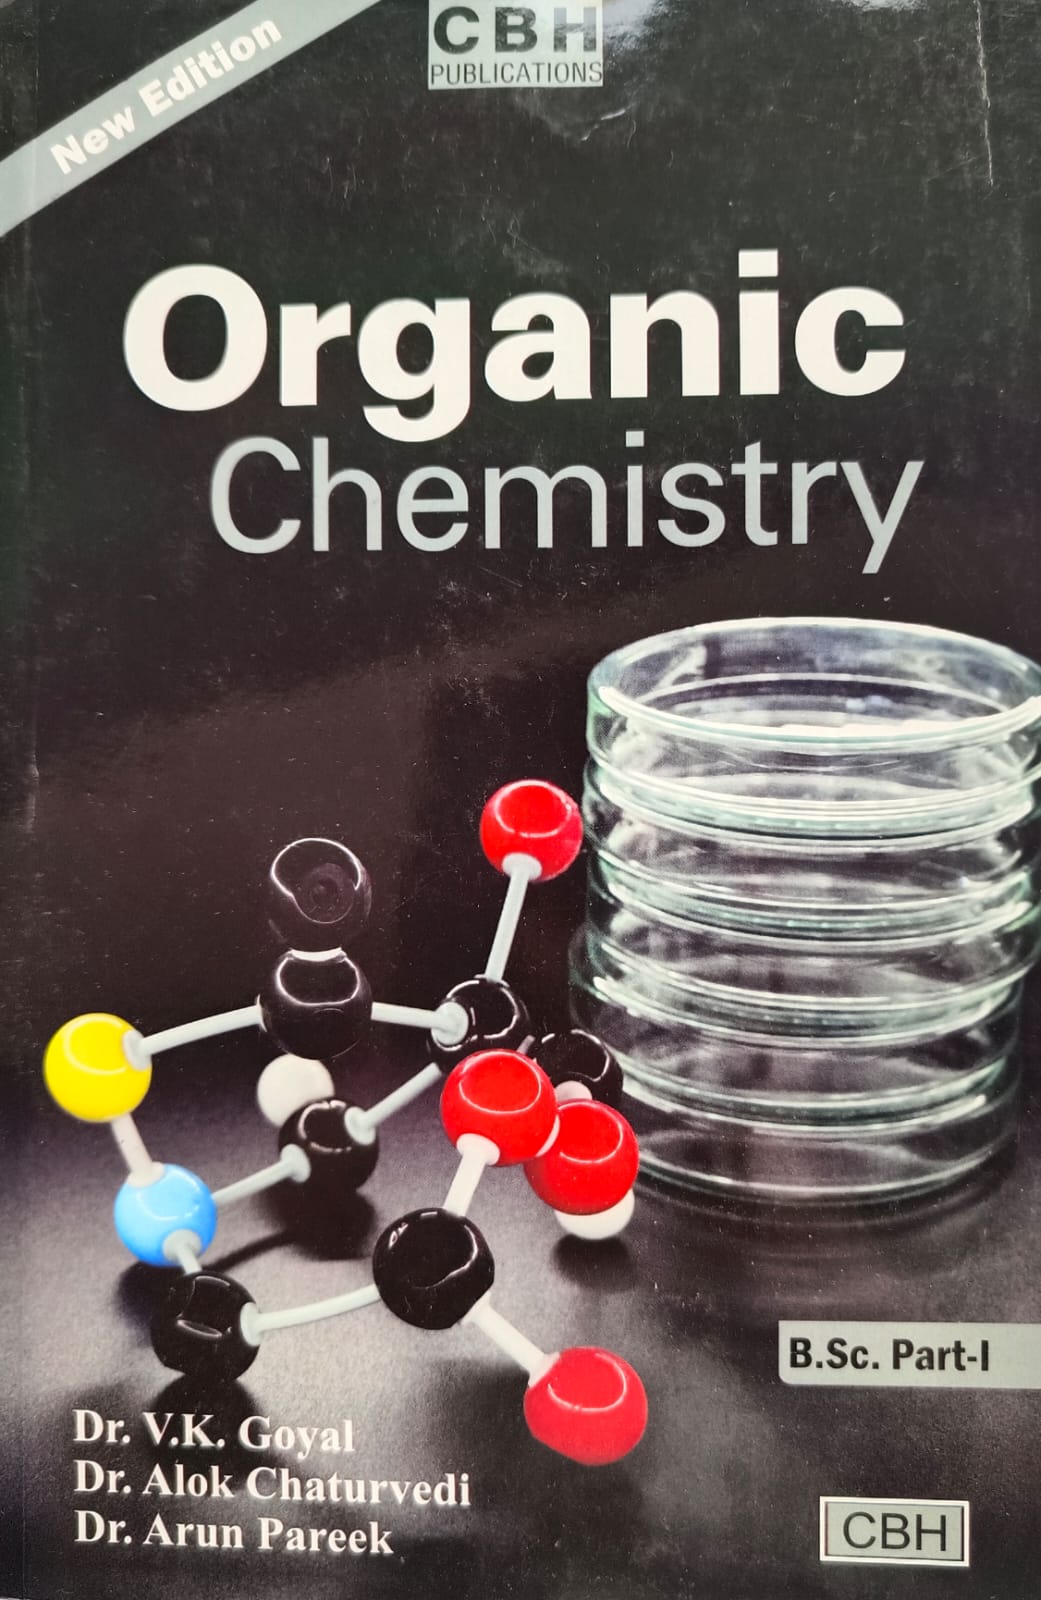 CBH
PUBLICATIONS
New Edition
Organic
Chemistry
B.Sc. Part-I
Dr. V.K. Goyal
Dr. Alok Chaturvedi
Dr. Arun Pareek
CBH